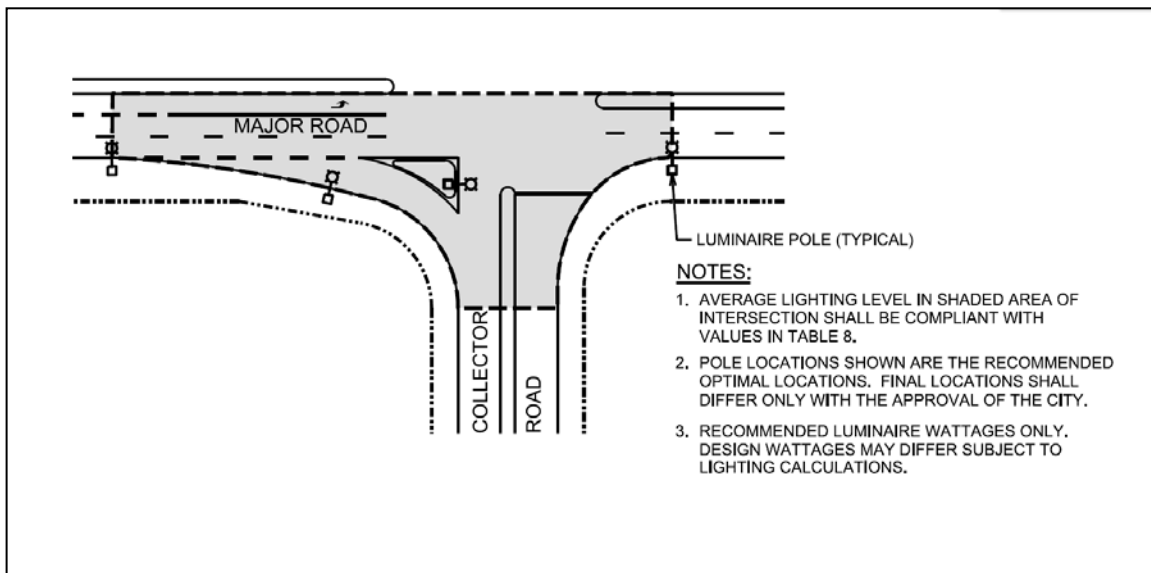 MAJOR ROAD
LUMINAIRE POLE (TYPICAL)
COLLECTOR
ROAD
NOTES:
1. AVERAGE LIGHTING LEVEL IN SHADED AREA OF
INTERSECTION SHALL BE COMPLIANT WITH
VALUES IN TABLE 8.
2. POLE LOCATIONS SHOWN ARE THE RECOMMENDED
OPTIMAL LOCATIONS. FINAL LOCATIONS SHALL
DIFFER ONLY WITH THE APPROVAL OF THE CITY.
3. RECOMMENDED LUMINAIRE WATTAGES ONLY.
DESIGN WATTAGES MAY DIFFER SUBJECT TO
LIGHTING CALCULATIONS.